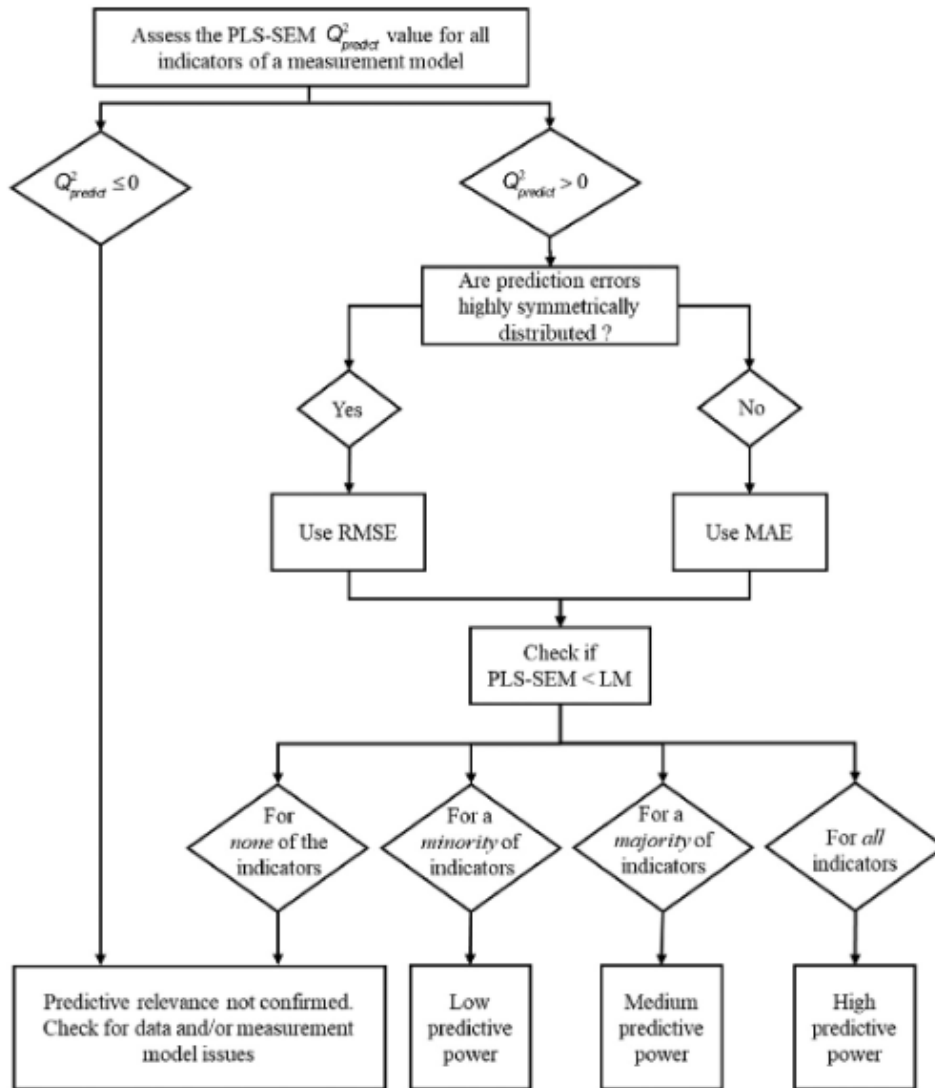 Assess the PLS-SEM Q²predict value for all
indicators of a measurement model
Q²predict ≤ 0
Q²predict > 0
Are prediction errors
highly symmetrically
distributed ?
Yes
No
Use RMSE
Use MAE
Check if
PLS-SEM < LM
For
none of the
indicators
For a
minority of
indicators
For a
majority of
indicators
For all
indicators
Predictive relevance not confirmed.
Check for data and/or measurement
model issues
Low
predictive
power
Medium
predictive
power
High
predictive
power